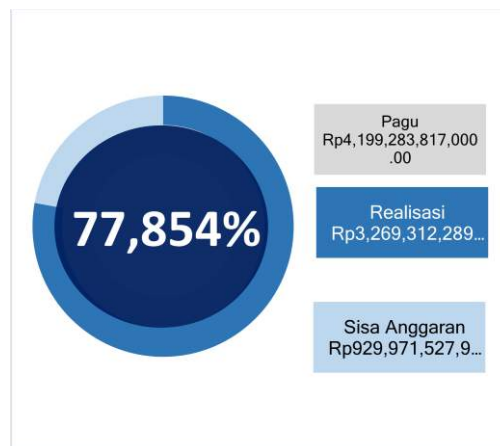 77,854%
Pagu
Rp4,199,283,817,000
.00
Realisasi
Rp3,269,312,289...
Sisa Anggaran
Rp929,971,527,9...